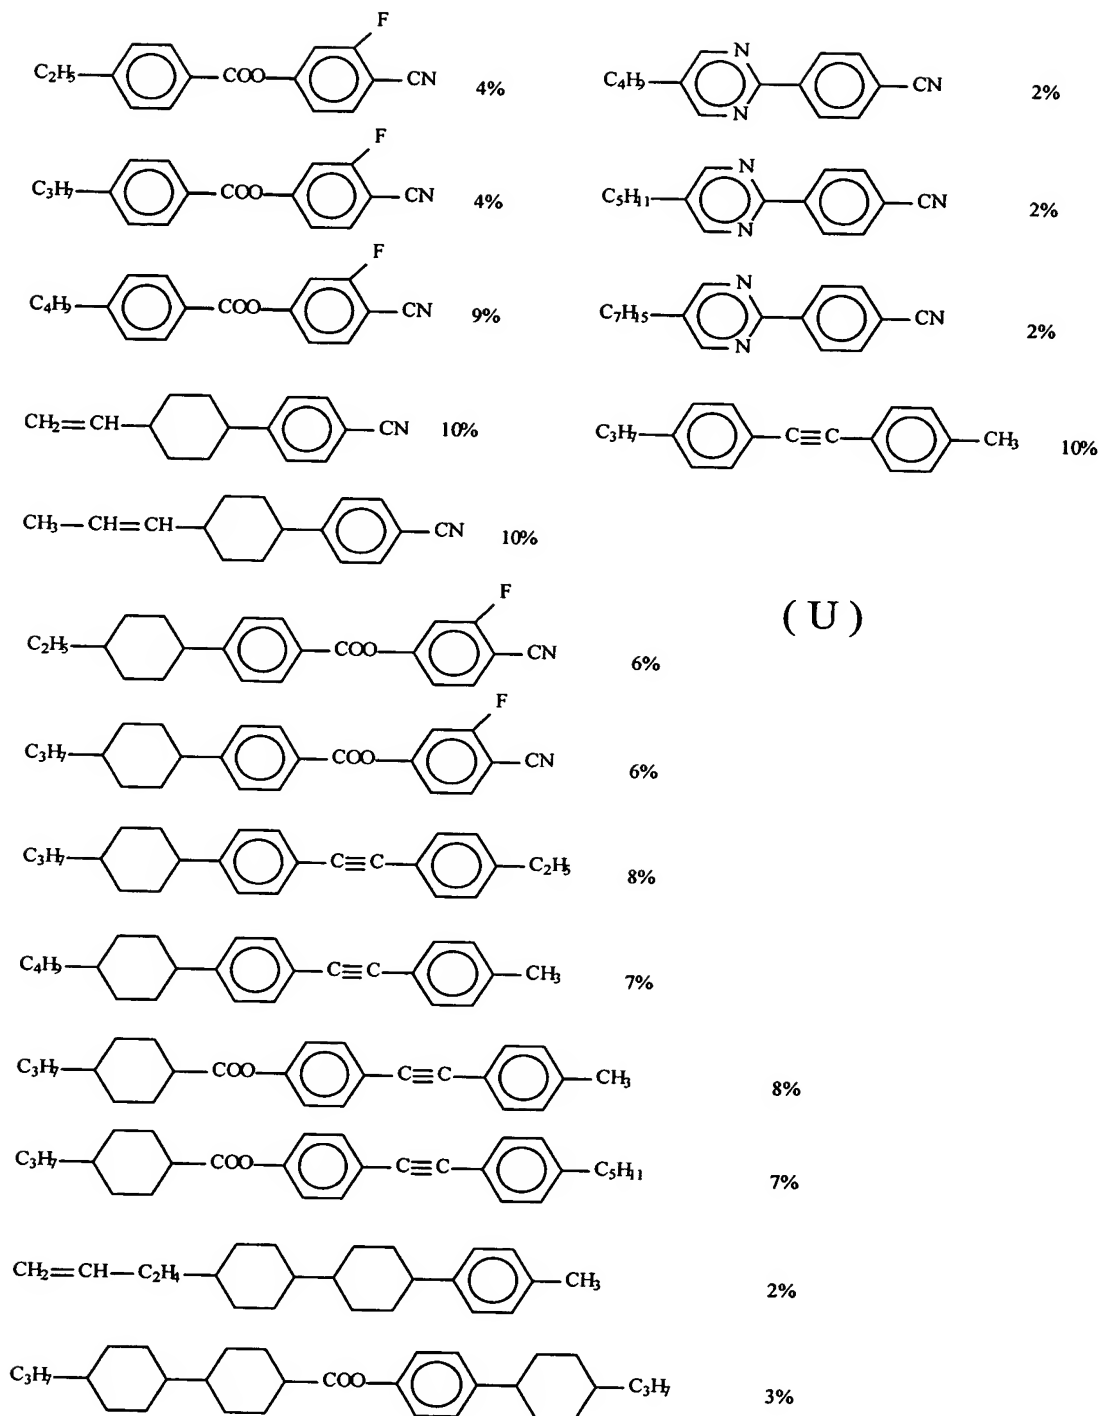 F
C2H5 COO CN 4%
C4H9 N N CN 2%
F
C3H7 COO CN 4%
C5H11 N N CN 2%
F
C4H9 COO CN 9%
C7H15 N N CN 2%
CH2=CH CN 10%
C3H7 C≡C CH3 10%
CH3-CH=CH CN 10%
(U)
F
C2H5 COO CN 6%
F
C3H7 COO CN 6%
C3H7 C≡C C2H5 8%
C4H9 C≡C CH3 7%
C3H7 COO C≡C CH3 8%
C3H7 COO C≡C C5H11 7%
CH2=CH-C2H4 CH3 2%
C3H7 COO C3H7 3%